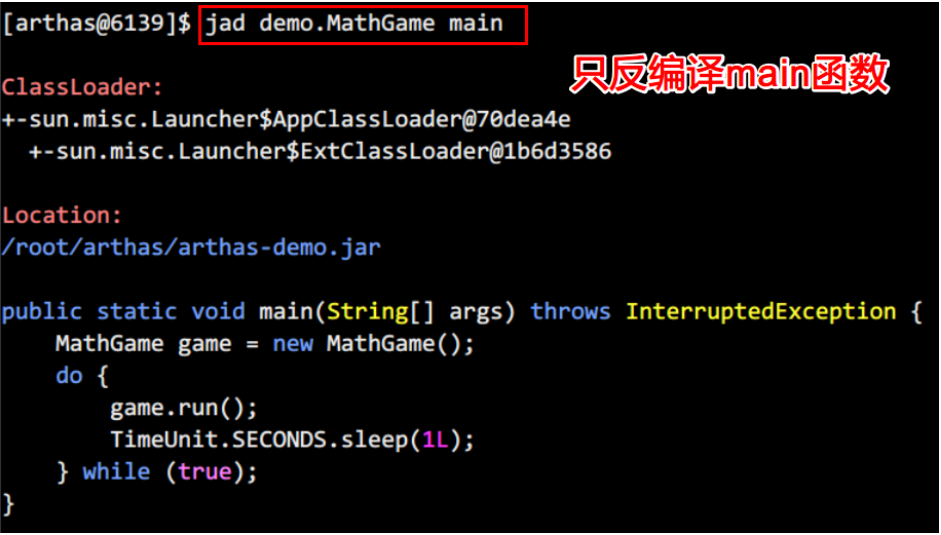 [arthas@6139]$ jad demo.MathGame main
只反编译main函数
ClassLoader:
+-sun.misc.Launcher$AppClassLoader@70dea4e
+-sun.misc.Launcher$ExtClassLoader@1b6d3586
Location:
/root/arthas/arthas-demo.jar
public static void main(String[] args) throws InterruptedException {
MathGame game = new MathGame();
do {
game.run();
TimeUnit.SECONDS.sleep(1L);
} while (true);
}